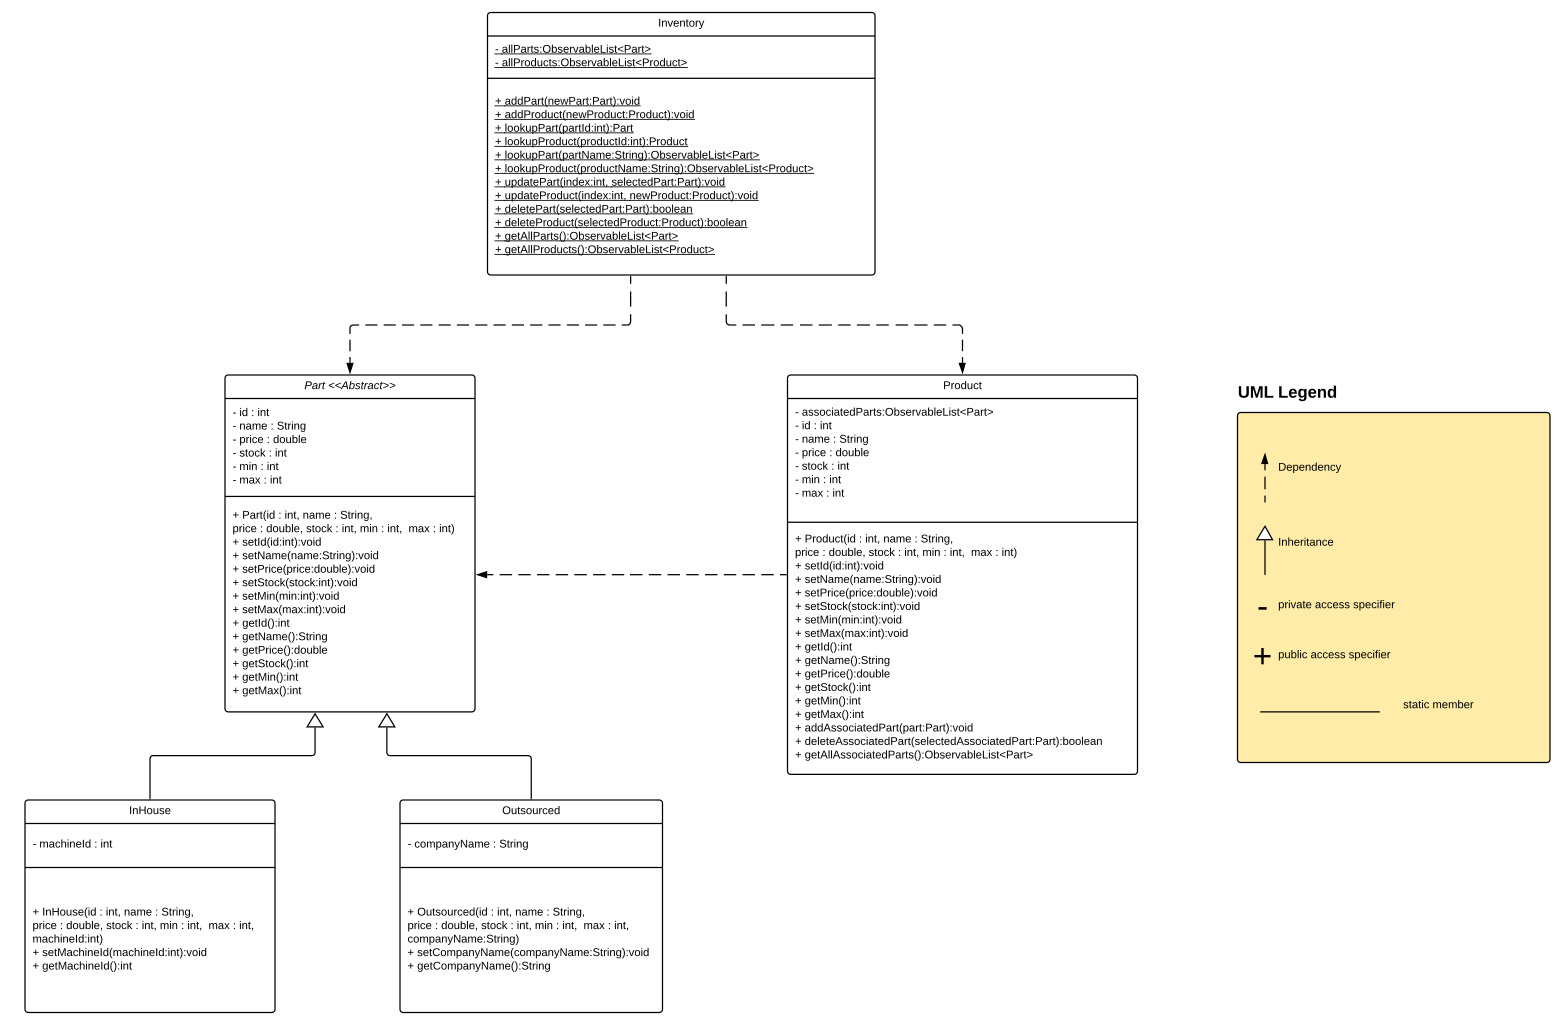 Inventory
- allParts:ObservableList<Part>
- allProducts:ObservableList<Product>
+ addPart(newPart:Part):void
+ addProduct(newProduct:Product):void
+ lookupPart(partId:int):Part
+ lookupProduct(productId:int):Product
+ lookupPart(partName:String):ObservableList<Part>
+ lookupProduct(productName:String):ObservableList<Product>
+ updatePart(index:int, selectedPart:Part):void
+ updateProduct(index:int, newProduct:Product):void
+ deletePart(selectedPart:Part):boolean
+ deleteProduct(selectedProduct:Product):boolean
+ getAllParts():ObservableList<Part>
+ getAllProducts():ObservableList<Product>
Part <<Abstract>>
- id : int
- name : String
- price : double
- stock : int
- min : int
- max : int
+ Part(id : int, name : String,
price : double, stock : int, min : int,  max : int)
+ setId(id:int):void
+ setName(name:String):void
+ setPrice(price:double):void
+ setStock(stock:int):void
+ setMin(min:int):void
+ setMax(max:int):void
+ getId():int
+ getName():String
+ getPrice():double
+ getStock():int
+ getMin():int
+ getMax():int
Product
- associatedParts:ObservableList<Part>
- id : int
- name : String
- price : double
- stock : int
- min : int
- max : int
+ Product(id : int, name : String,
price : double, stock : int, min : int,  max : int)
+ setId(id:int):void
+ setName(name:String):void
+ setPrice(price:double):void
+ setStock(stock:int):void
+ setMin(min:int):void
+ setMax(max:int):void
+ getId():int
+ getName():String
+ getPrice():double
+ getStock():int
+ getMin():int
+ getMax():int
+ addAssociatedPart(part:Part):void
+ deleteAssociatedPart(selectedAssociatedPart:Part):boolean
+ getAllAssociatedParts():ObservableList<Part>
UML Legend
Dependency
Inheritance
- private access specifier
+ public access specifier
static member
InHouse
- machineId : int
+ InHouse(id : int, name : String,
price : double, stock : int, min : int,  max : int,
machineId:int)
+ setMachineId(machineId:int):void
+ getMachineId():int
Outsourced
- companyName : String
+ Outsourced(id : int, name : String,
price : double, stock : int, min : int,  max : int,
companyName:String)
+ setCompanyName(companyName:String):void
+ getCompanyName():String